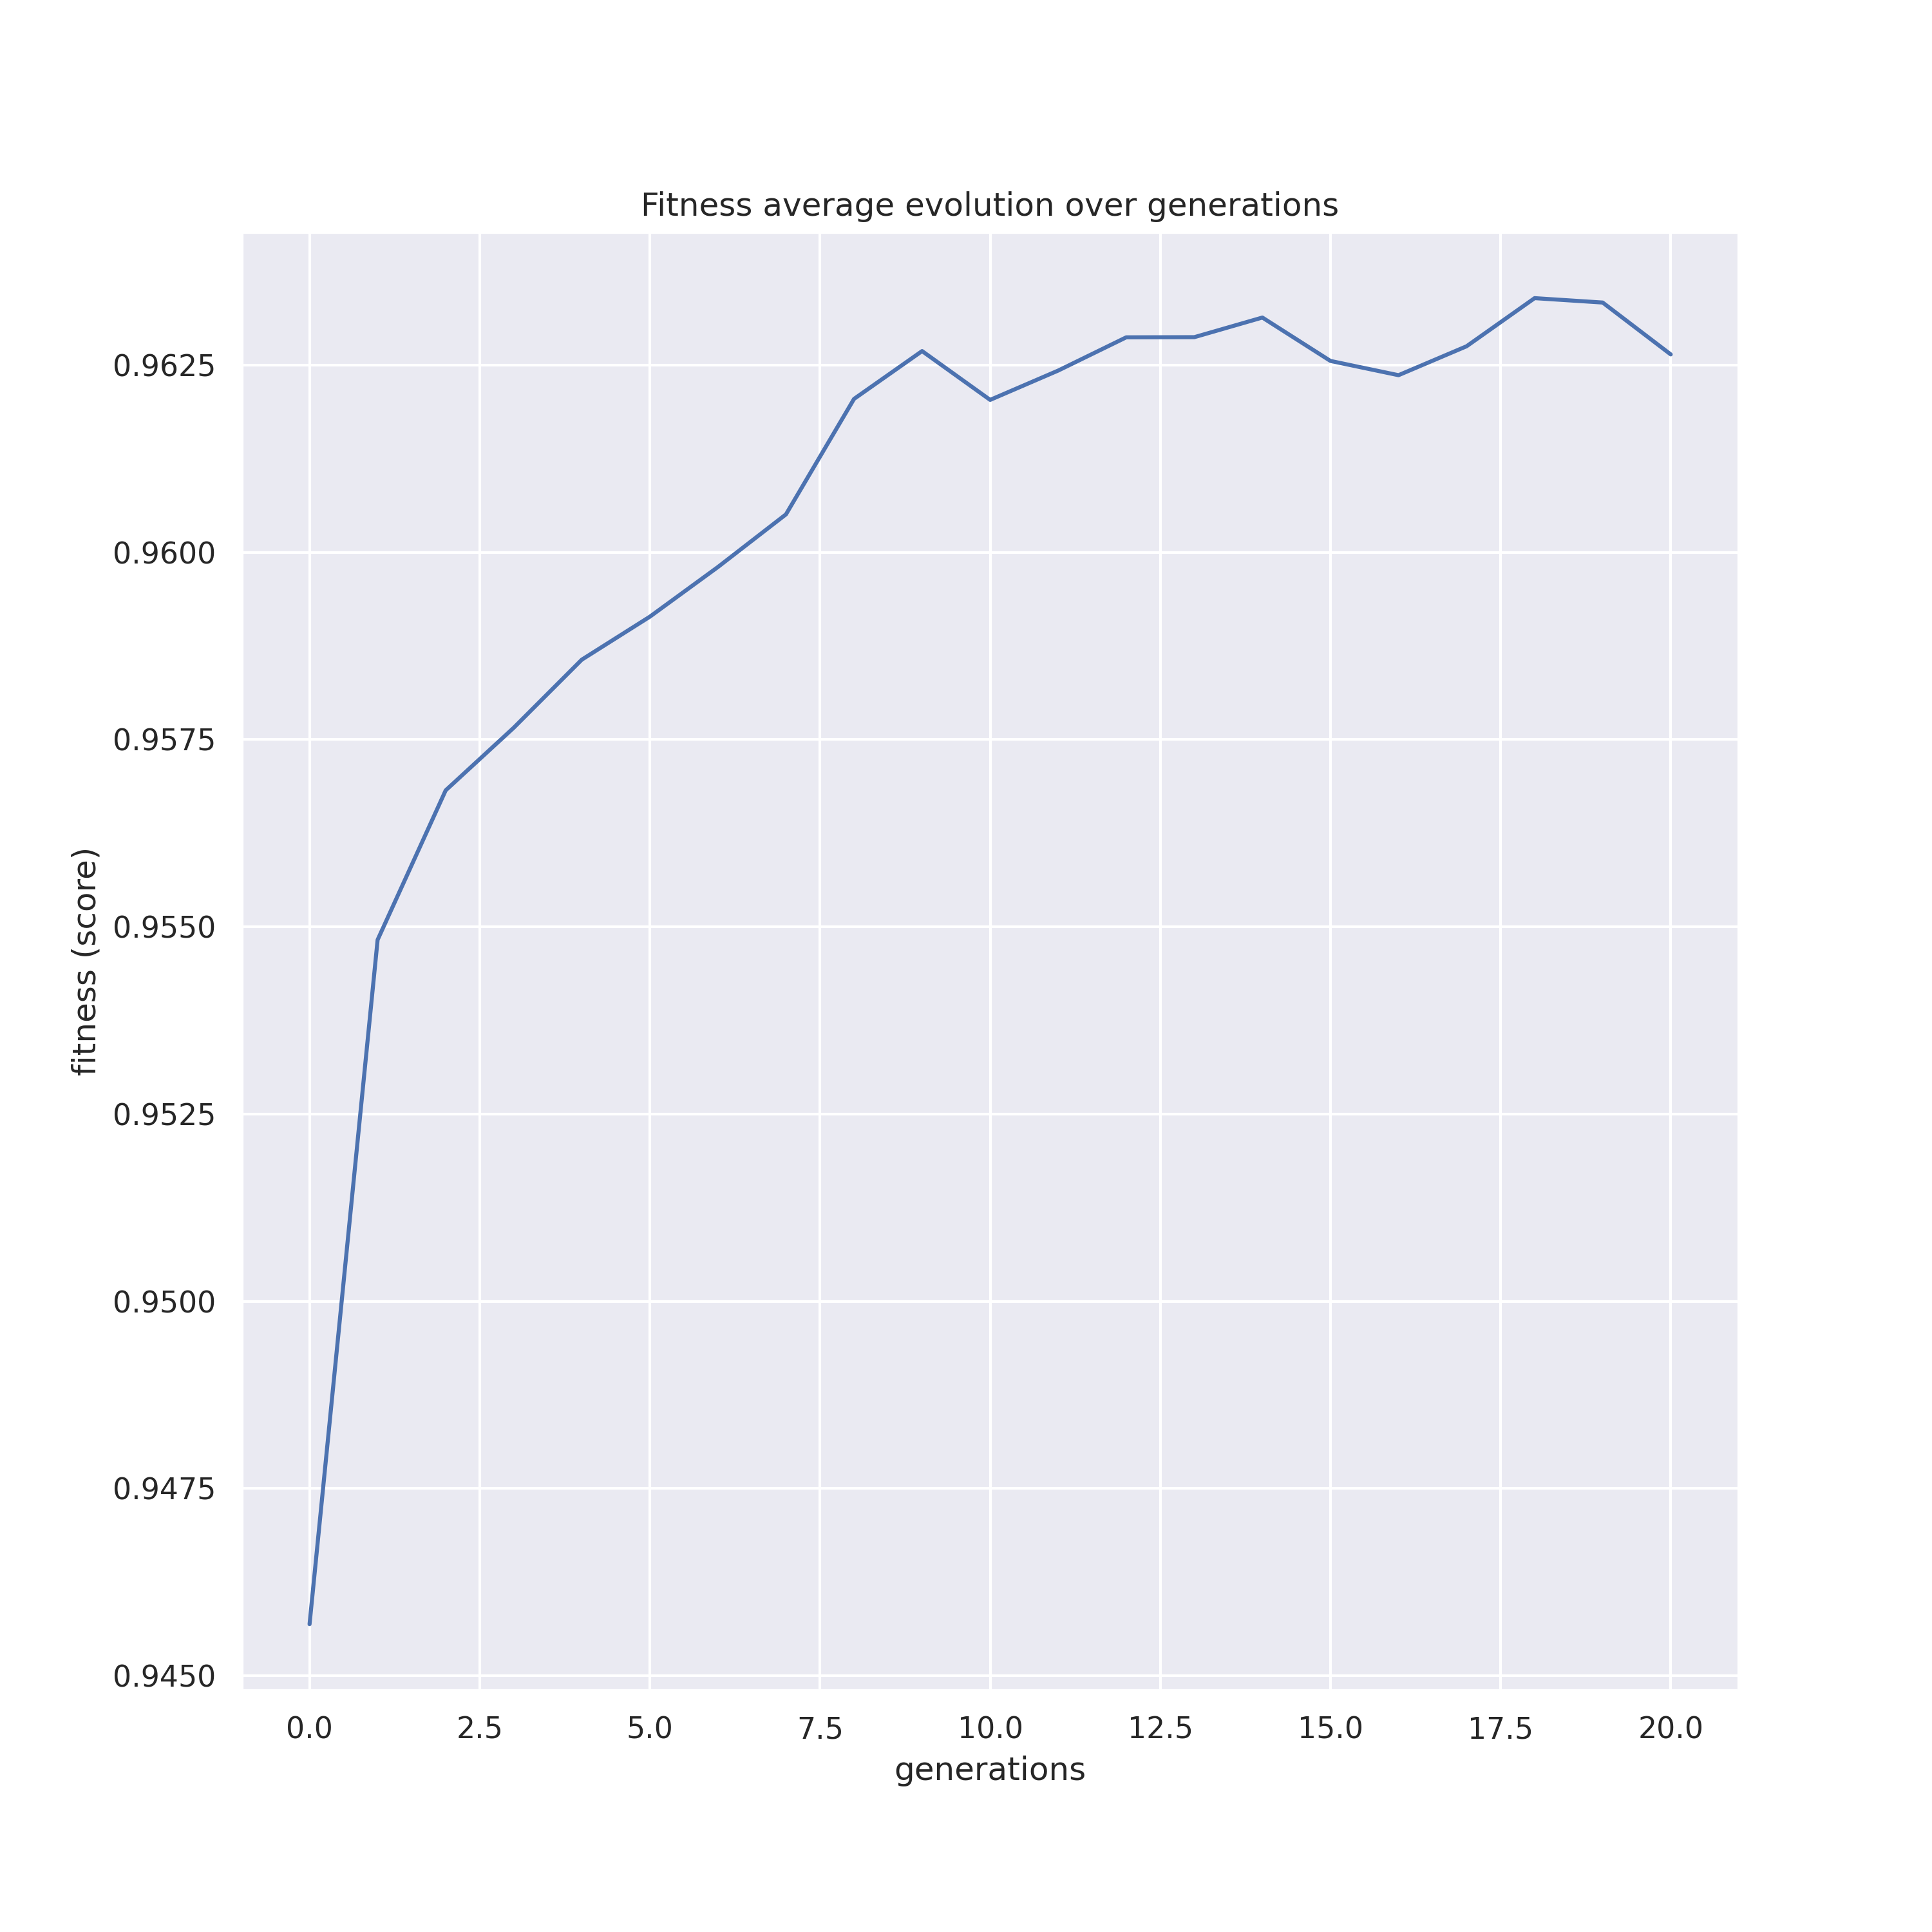 Fitness average evolution over generations
0.9625
0.9600
0.9575
0.9550
0.9525
0.9500
0.9475
0.9450
fitness (score)
0.0 2.5 5.0 7.5 10.0 12.5 15.0 17.5 20.0
generations